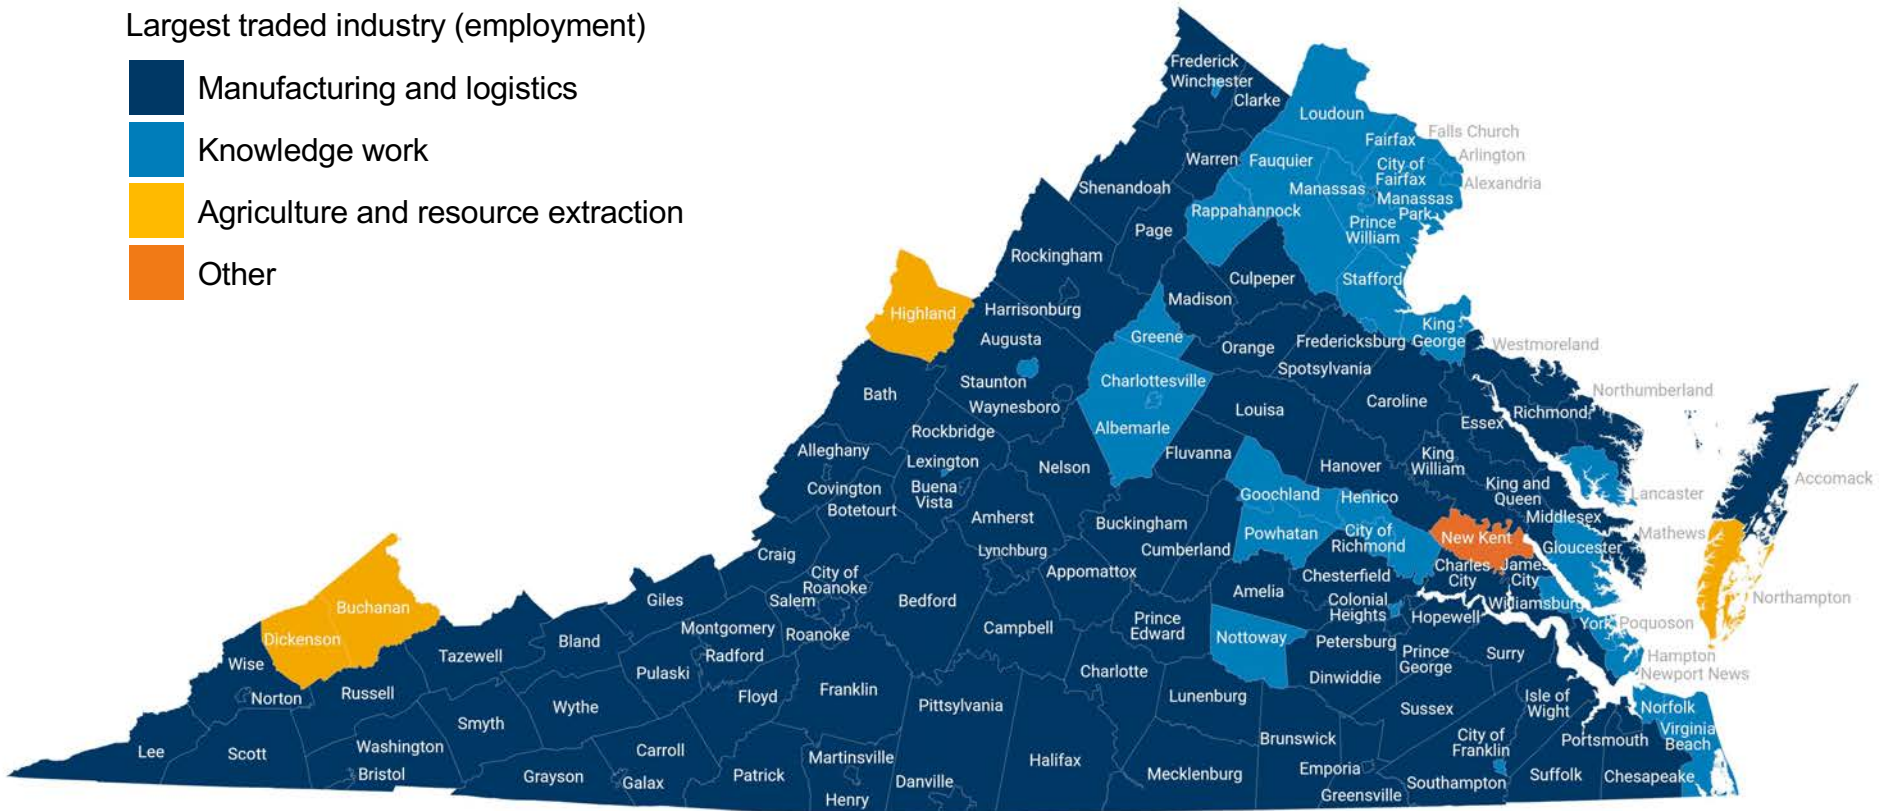 Largest traded industry (employment)
Manufacturing and logistics
Knowledge work
Agriculture and resource extraction
Other
Frederick
Winchester
Clarke
Loudoun
Fairfax
Falls Church
Arlington
City of
Fairfax
Alexandria
Warren
Fauquier
Manassas
Manassas
Park
Shenandoah
Rappahannock
Prince
William
Page
Rockingham
Culpeper
Stafford
Madison
Highland
Harrisonburg
Augusta
Greene
Orange
Fredericksburg
King
George
Westmoreland
Spotsylvania
Staunton
Charlottesville
Northumberland
Bath
Waynesboro
Louisa
Caroline
Richmond
Essex
Albemarle
Rockbridge
Alleghany
Fluvanna
Lexington
Nelson
Hanover
King
William
Accomack
Covington
Buena
Vista
Botetourt
Goochland
Henrico
King and
Queen
Lancaster
Amherst
Buckingham
Middlesex
Powhatan
City of
Richmond
New Kent
Mathews
Gloucester
Craig
Lynchburg
Cumberland
Appomattox
City of
Roanoke
Chesterfield
Charles
City
James
City
Giles
Salem
Bedford
Amelia
Colonial
Heights
Hopewell
Williamsburg
Northampton
Buchanan
Dickenson
Bland
Montgomery
Roanoke
Campbell
Prince
Edward
Nottoway
Petersburg
York
Poquoson
Wise
Tazewell
Radford
Pulaski
Charlotte
Prince
George
Surry
Hampton
Newport News
Dinwiddie
Norton
Russell
Wythe
Floyd
Franklin
Pittsylvania
Lunenburg
Sussex
Isle of
Wight
Norfolk
Smyth
Virginia
Beach
Lee
Scott
Washington
Bristol
Carroll
Grayson
Galax
Patrick
Martinsville
Henry
Danville
Halifax
Mecklenburg
Brunswick
Emporia
Greensville
City of
Franklin
Southampton
Portsmouth
Suffolk
Chesapeake